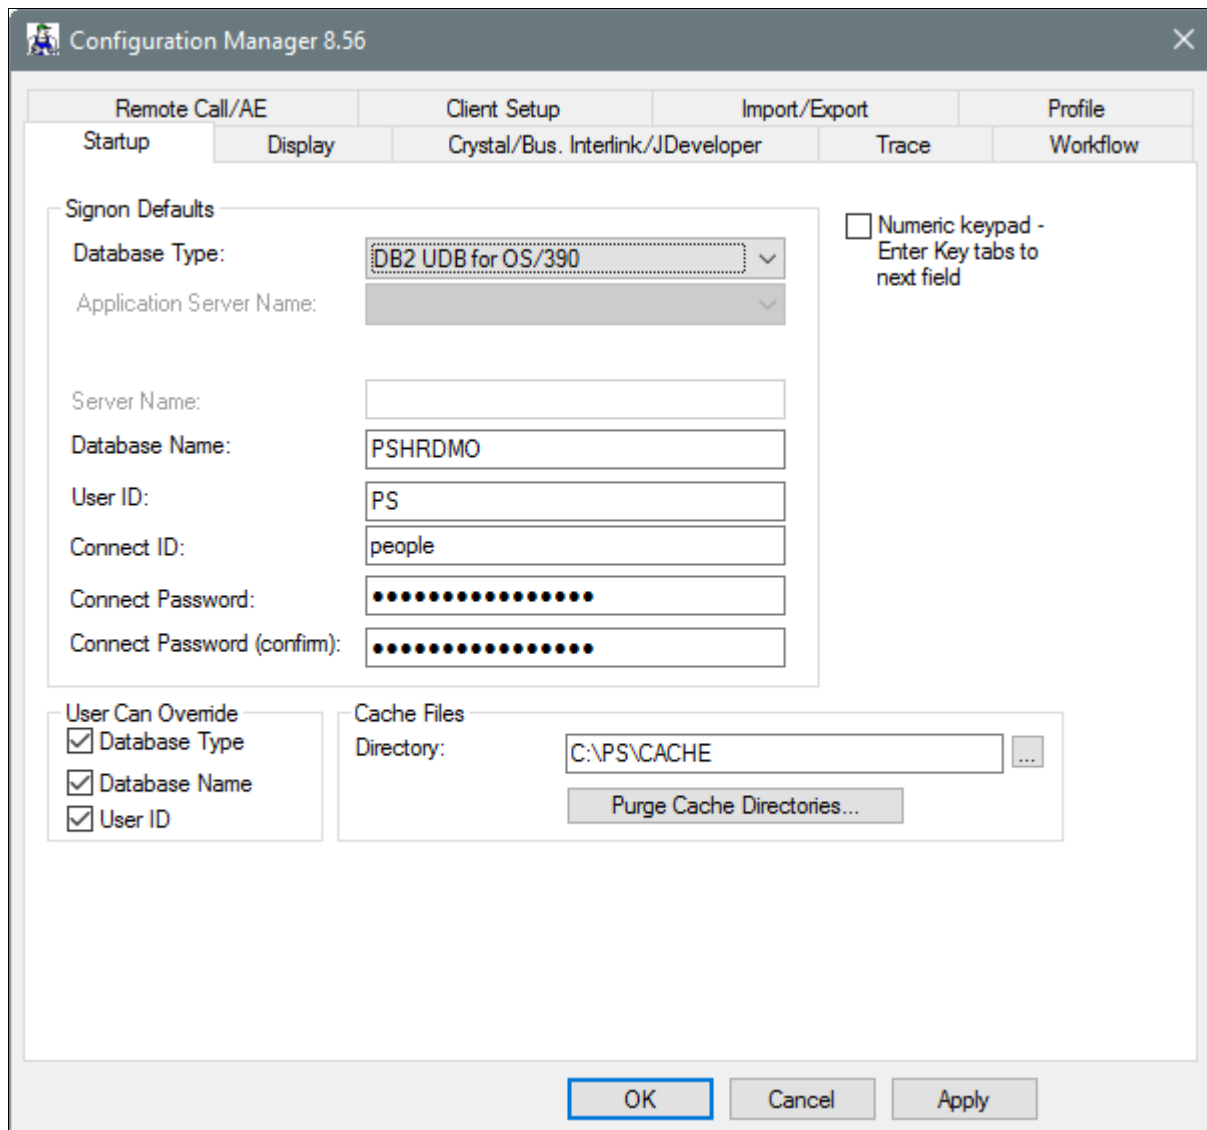 Configuration Manager 8.56
Remote Call/AE Client Setup Import/Export Profile
Startup Display Crystal/Bus. Interlink/JDeveloper Trace Workflow
Signon Defaults
Database Type: DB2 UDB for OS/390
Application Server Name:
Server Name:
Database Name: PSHRDMO
User ID: PS
Connect ID: people
Connect Password: ●●●●●●●●●●●●●●●●
Connect Password (confirm): ●●●●●●●●●●●●●●●●
Numeric keypad -
Enter Key tabs to
next field
User Can Override
Database Type
Database Name
User ID
Cache Files
Directory: C:\PS\CACHE ...
Purge Cache Directories...
OK Cancel Apply